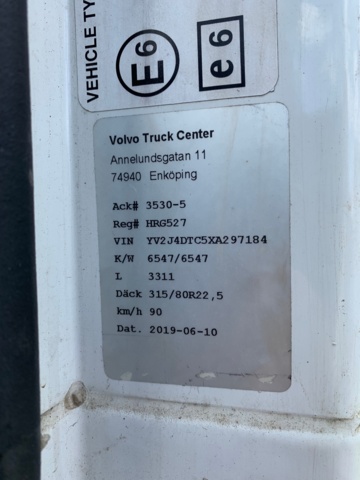 VEHICLE TY
E6
e6
Volvo Truck Center
Annelundsgatan 11
74940 Enköping
Ack# 3530-5
Reg# HRG527
VIN YV2J4DTC5XA297184
K/W 6547/6547
L 3311
Däck 315/80R22,5
km/h 90
Dat. 2019-06-10